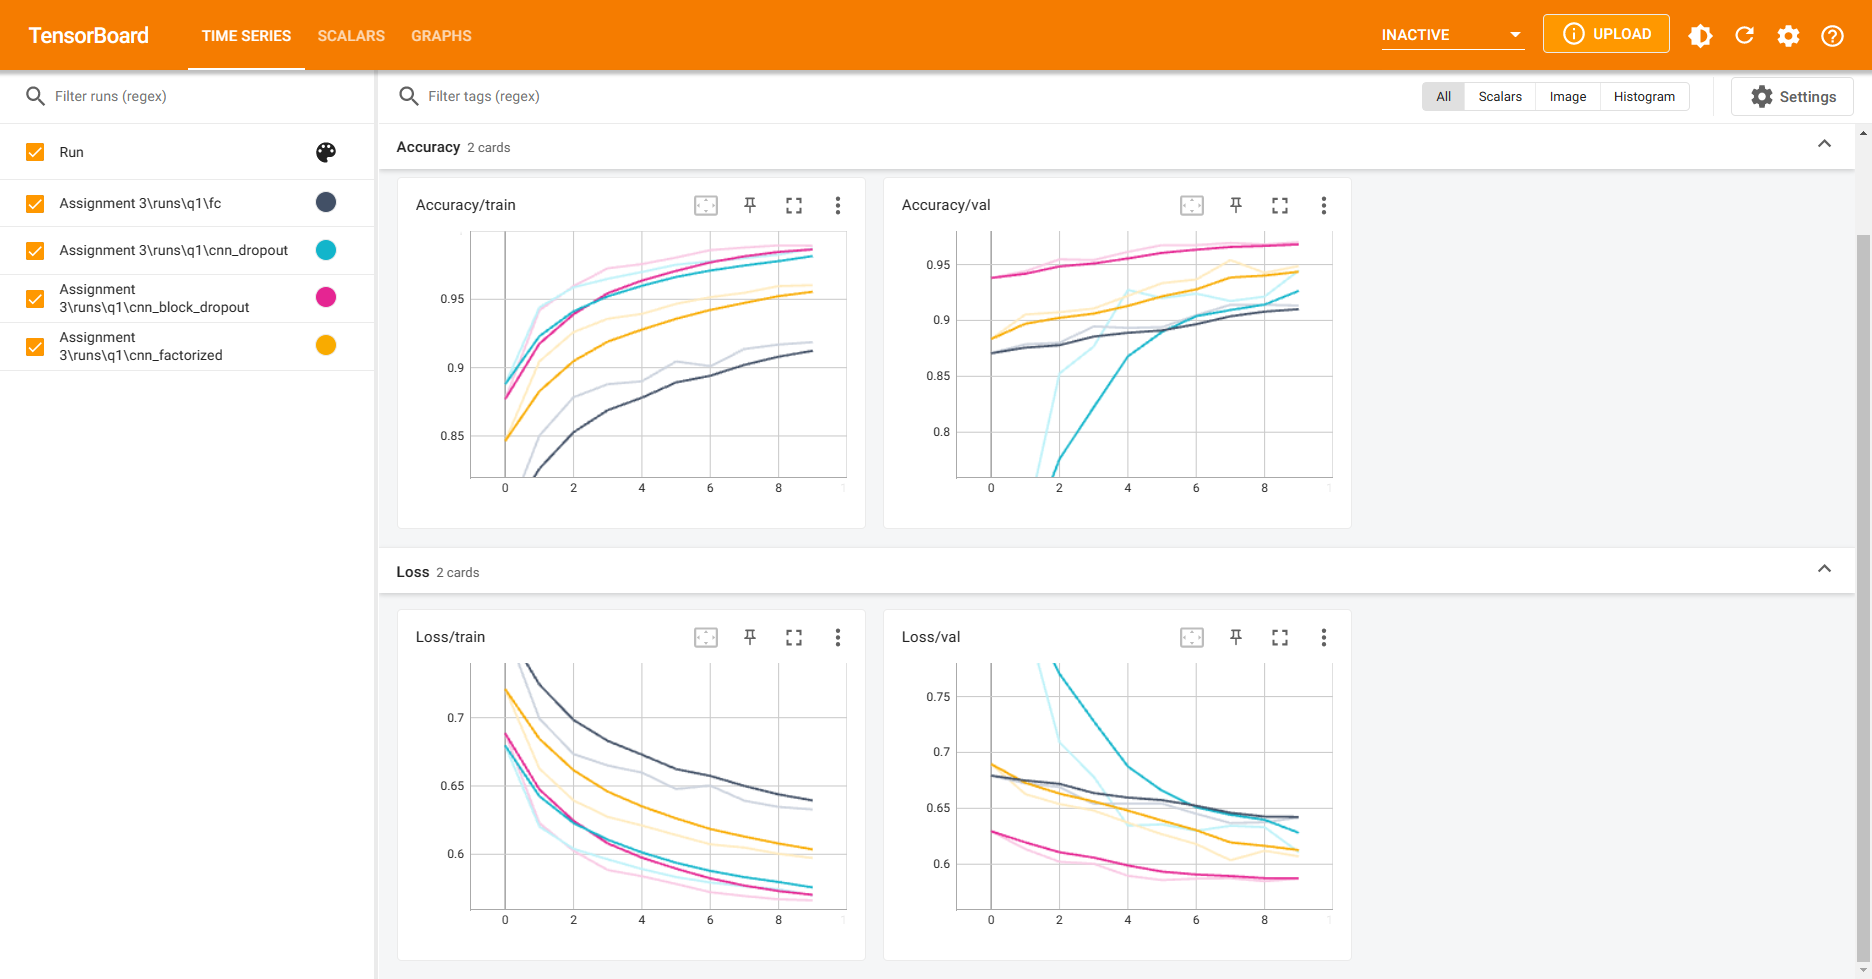 TensorBoard
TIME SERIES
SCALARS
GRAPHS
INACTIVE
UPLOAD
Filter runs (regex)
Filter tags (regex)
All
Scalars
Image
Histogram
Settings
Run
Assignment 3\runs\q1\fc
Assignment 3\runs\q1\cnn_dropout
Assignment
3\runs\q1\cnn_block_dropout
Assignment
3\runs\q1\cnn_factorized
Accuracy 2 cards
Accuracy/train
0.95
0.9
0.85
0 2 4 6 8 1
Accuracy/val
0.95
0.9
0.85
0.8
0 2 4 6 8 1
Loss 2 cards
Loss/train
0.7
0.65
0.6
0 2 4 6 8 1
Loss/val
0.75
0.7
0.65
0.6
0 2 4 6 8 1